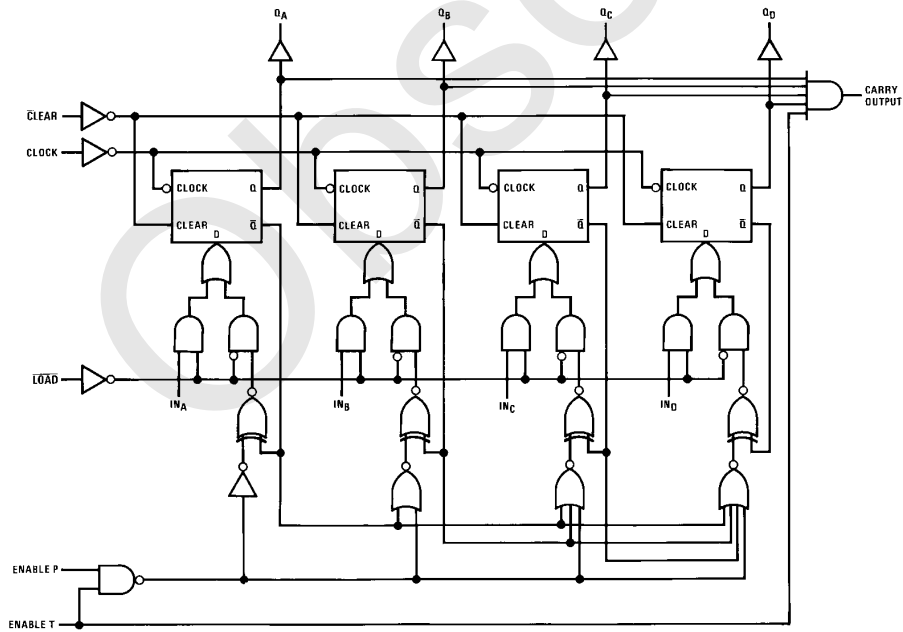 QA QB QC QD
CARRY
OUTPUT
CLEAR
CLOCK
CLOCK Q CLOCK Q CLOCK Q CLOCK Q
CLEAR Q̅ CLEAR Q̅ CLEAR Q̅ CLEAR Q̅
D D D D
L̅O̅A̅D̅
INA INB INC IND
ENABLE P
ENABLE T